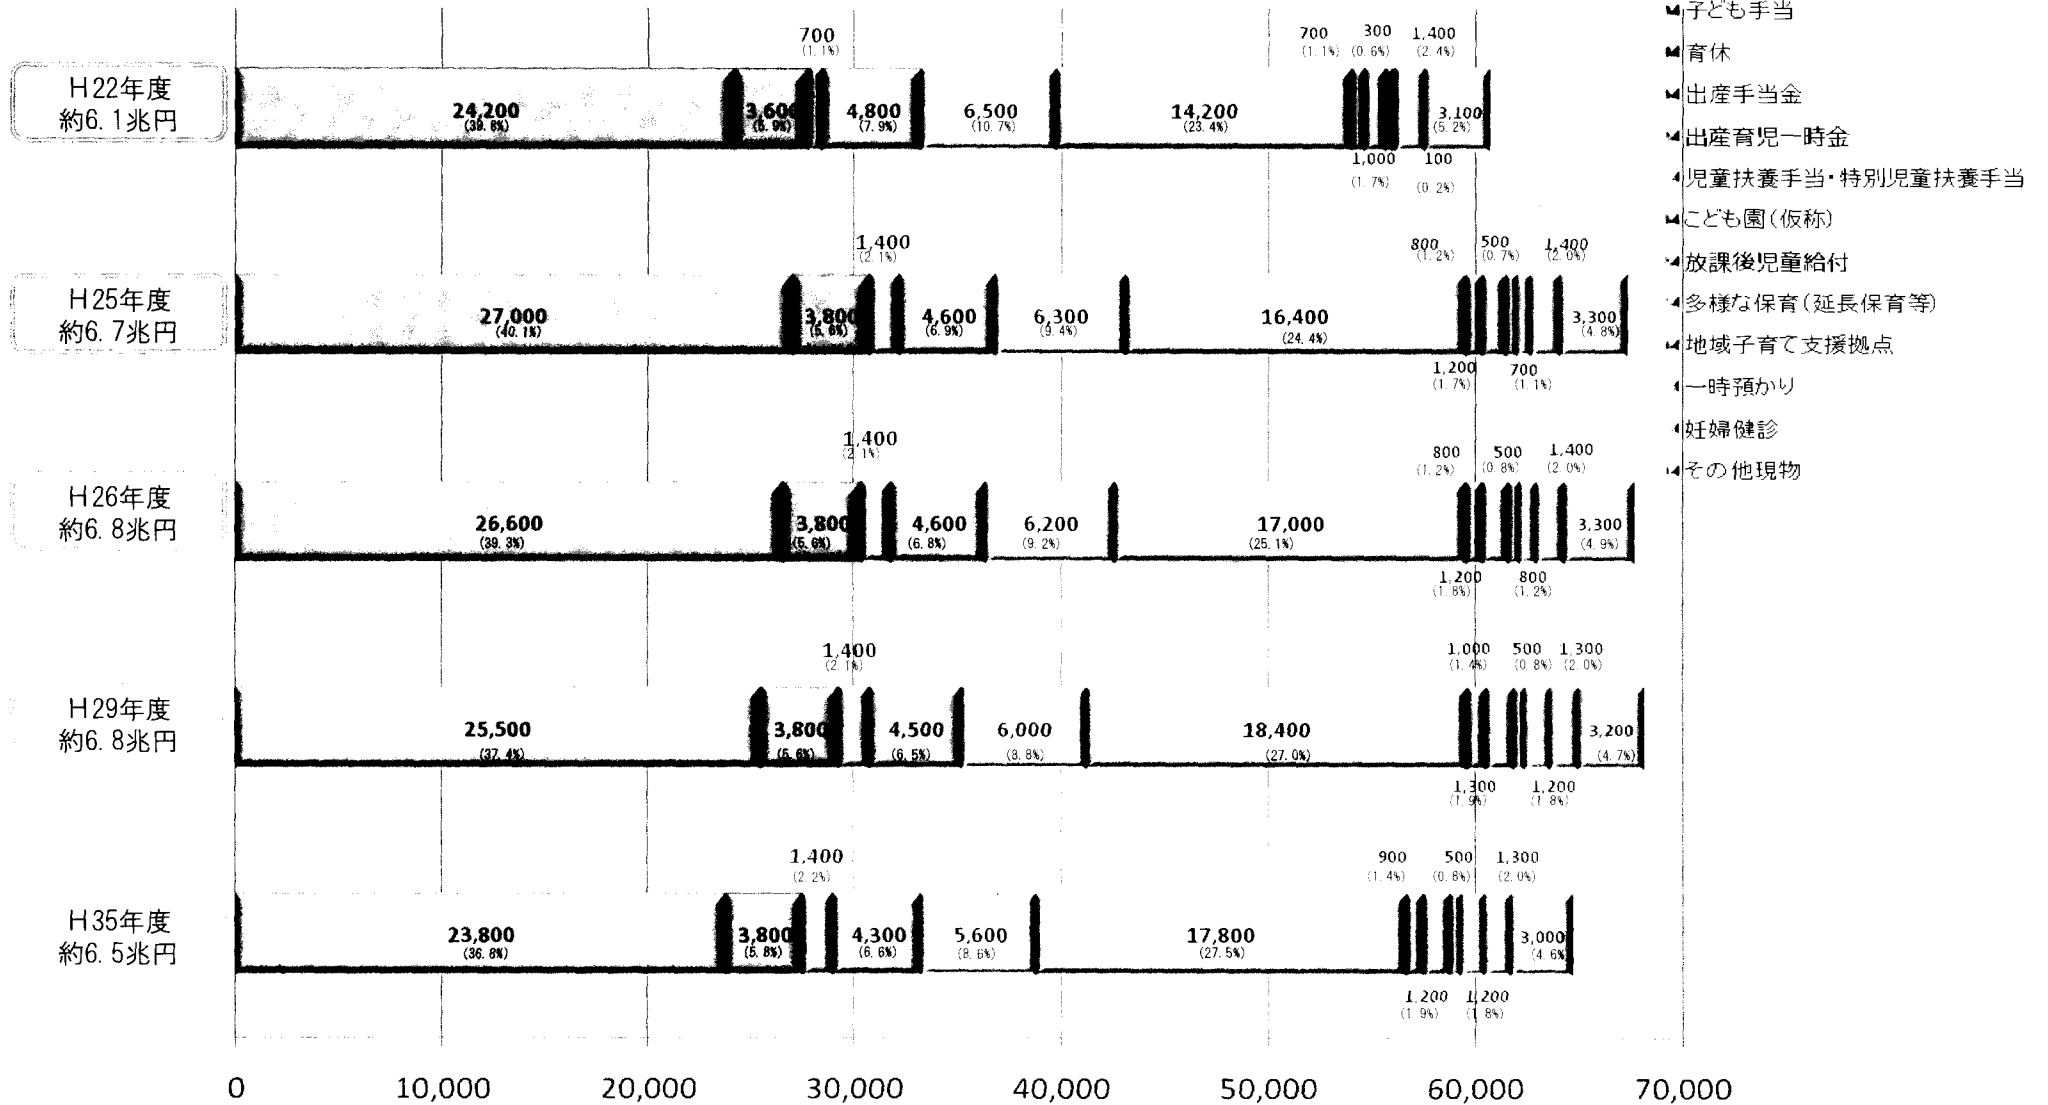 子ども手当
育休
出産手当金
出産育児一時金
児童扶養手当・特別児童扶養手当
こども園(仮称)
放課後児童給付
多様な保育(延長保育等)
地域子育て支援拠点
一時預かり
妊婦健診
その他現物
700 700 300 1,400
(1.1%) (1.1%) (0.6%) (2.4%)
H22年度
約6.1兆円
24,200 3,600 4,800 6,500 14,200 3,100
(39.8%) (5.9%) (7.9%) (10.7%) (23.4%) (5.2%)
1,000 100
(1.7%) (0.2%)
1,400 800 500 1,400
(2.1%) (1.2%) (0.7%) (2.0%)
H25年度
約6.7兆円
27,000 3,800 4,600 6,300 16,400 3,300
(40.1%) (5.6%) (6.9%) (9.4%) (24.4%) (4.8%)
1,200 700
(1.7%) (1.1%)
1,400 800 500 1,400
(2.1%) (1.2%) (0.8%) (2.0%)
H26年度
約6.8兆円
26,600 3,800 4,600 6,200 17,000 3,300
(39.3%) (5.6%) (6.8%) (9.2%) (25.1%) (4.9%)
1,200 800
(1.8%) (1.2%)
1,400 1,000 500 1,300
(2.1%) (1.4%) (0.8%) (2.0%)
H29年度
約6.8兆円
25,500 3,800 4,500 6,000 18,400 3,200
(37.4%) (5.6%) (6.5%) (8.8%) (27.0%) (4.7%)
1,300 1,200
(1.9%) (1.8%)
1,400 900 500 1,300
(2.2%) (1.4%) (0.8%) (2.0%)
H35年度
約6.5兆円
23,800 3,800 4,300 5,600 17,800 3,000
(36.8%) (5.8%) (6.6%) (8.6%) (27.5%) (4.6%)
1,200 1,200
(1.9%) (1.8%)
0 10,000 20,000 30,000 40,000 50,000 60,000 70,000